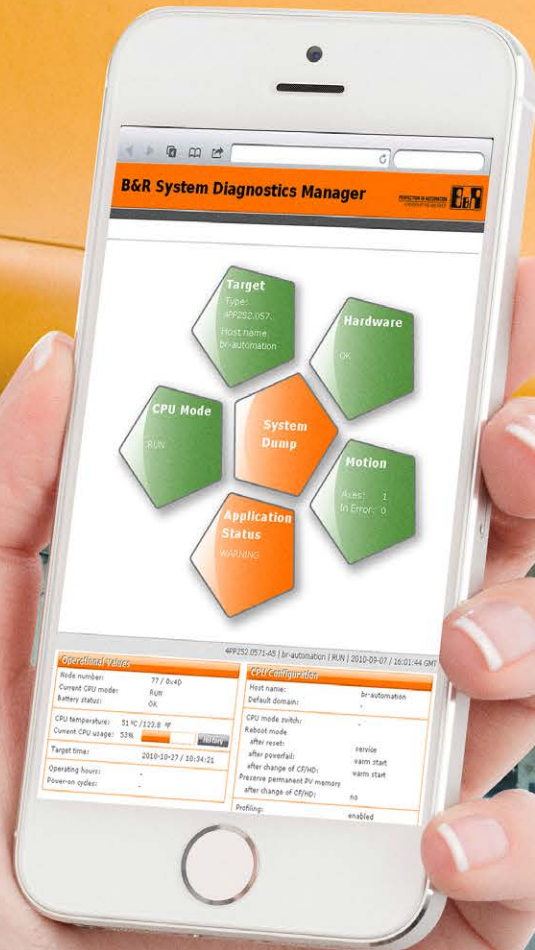 B&R System Diagnostics Manager
PERFECTION IN AUTOMATION
B&R
Target
Type:
4PP252.057..
Host name:
br-automation
Hardware
OK
CPU Mode
RUN
System
Dump
Motion
Axes: 1
In Error: 0
Application
Status
WARNING
4PP252.0571-A5 | br-automation | RUN | 2010-09-07 / 16:01:44 GMT
Operational Values
Node number: 77 / 0x4D
Current CPU mode: RUN
Battery status: OK
CPU temperature: 51 °C /123.8 °F
Current CPU usage: 53% History
Target time: 2010-10-27 / 10:34:21
Operating hours: -
Power-on cycles: -
CPU Configuration
Host name: br-automation
Default domain: -
CPU mode switch: -
Reboot mode
after reset: service
after powerfail: warm start
after change of CF/HD: warm start
Preserve permanent PV memory
after change of CF/HD: no
Profiling: enabled